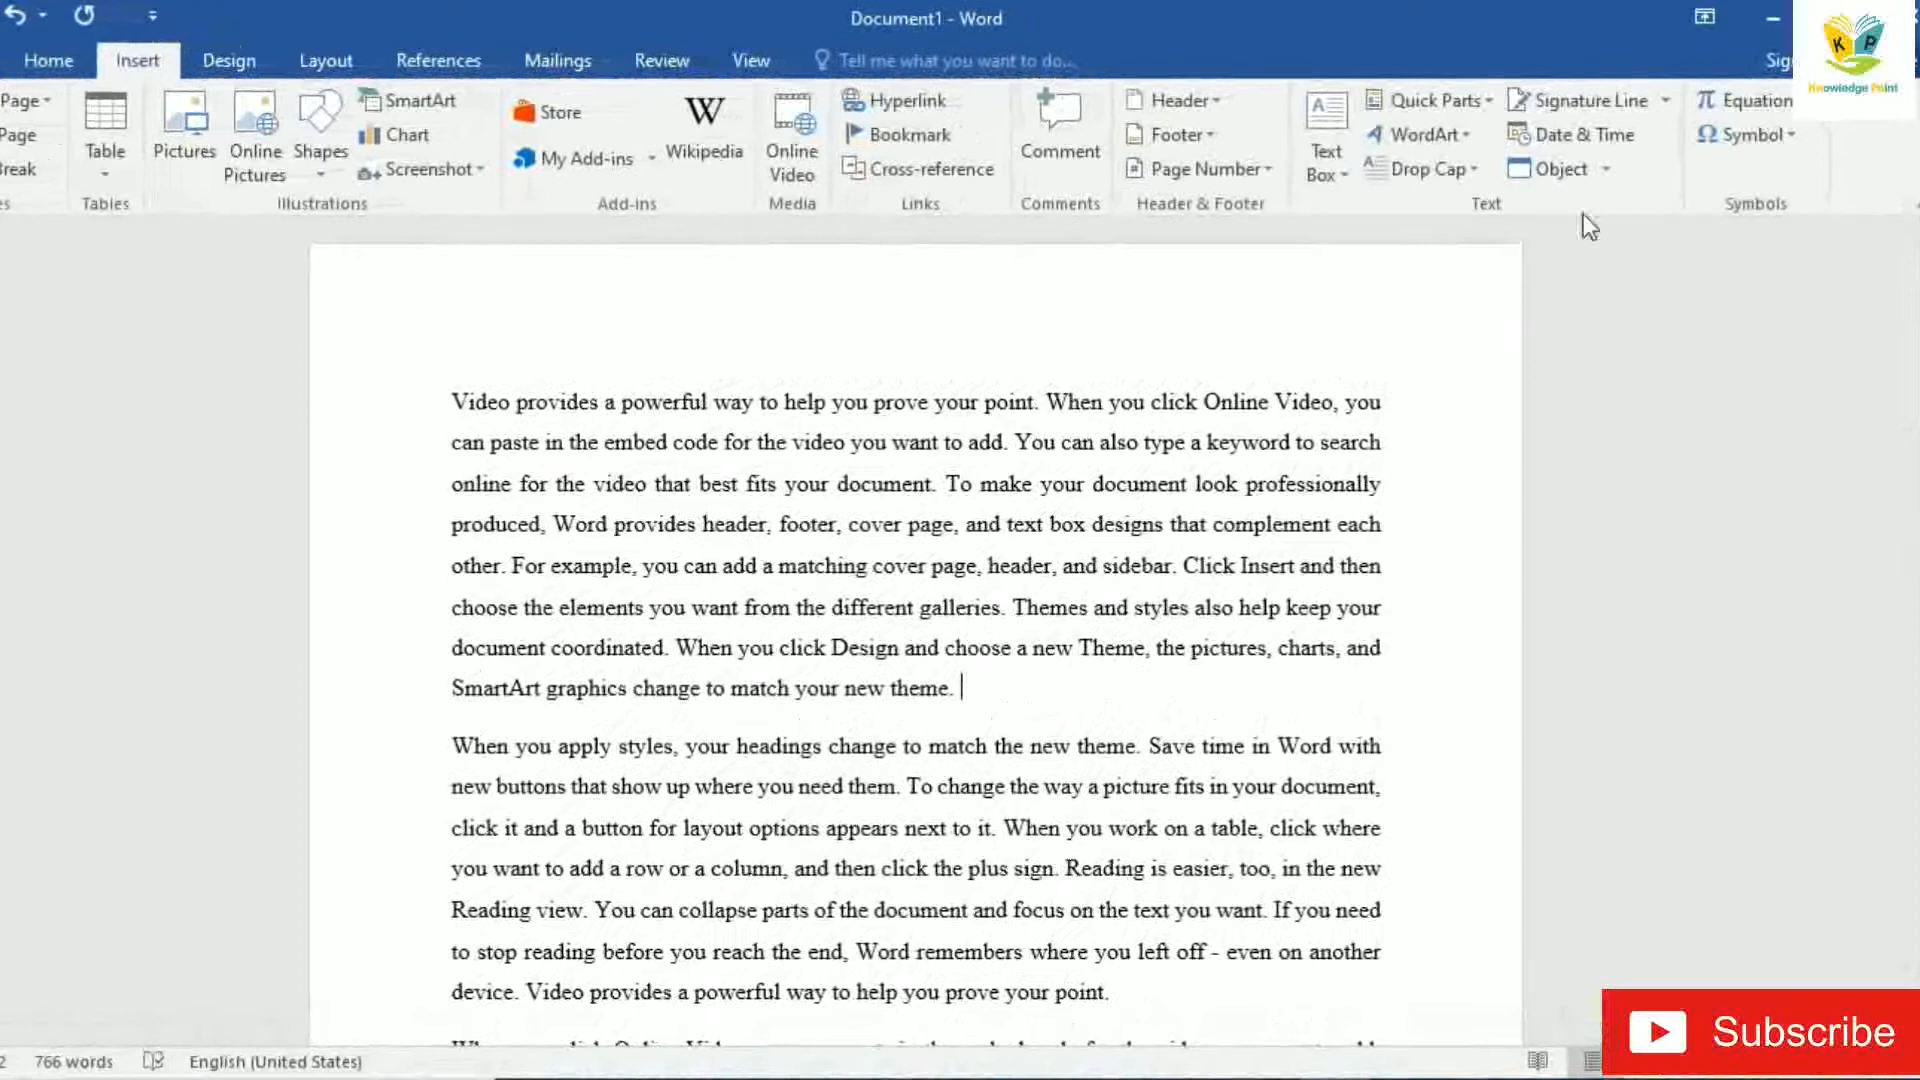 Document1 - Word
Home Insert Design Layout References Mailings Review View Tell me what you want to do...
K P
Knowledge Point
Page
Page
Table
Pictures
Online Pictures
Shapes
SmartArt
Chart
Screenshot
Store
My Add-ins
W
Wikipedia
Online Video
Hyperlink
Bookmark
Cross-reference
Comment
Header
Footer
Page Number
Text Box
Quick Parts
WordArt
Drop Cap
Signature Line
Date & Time
Object
π Equation
Ω Symbol
Tables Illustrations Add-ins Media Links Comments Header & Footer Text Symbols
Video provides a powerful way to help you prove your point. When you click Online Video, you
can paste in the embed code for the video you want to add. You can also type a keyword to search
online for the video that best fits your document. To make your document look professionally
produced, Word provides header, footer, cover page, and text box designs that complement each
other. For example, you can add a matching cover page, header, and sidebar. Click Insert and then
choose the elements you want from the different galleries. Themes and styles also help keep your
document coordinated. When you click Design and choose a new Theme, the pictures, charts, and
SmartArt graphics change to match your new theme.
When you apply styles, your headings change to match the new theme. Save time in Word with
new buttons that show up where you need them. To change the way a picture fits in your document,
click it and a button for layout options appears next to it. When you work on a table, click where
you want to add a row or a column, and then click the plus sign. Reading is easier, too, in the new
Reading view. You can collapse parts of the document and focus on the text you want. If you need
to stop reading before you reach the end, Word remembers where you left off - even on another
device. Video provides a powerful way to help you prove your point.
2 766 words English (United States)
Subscribe